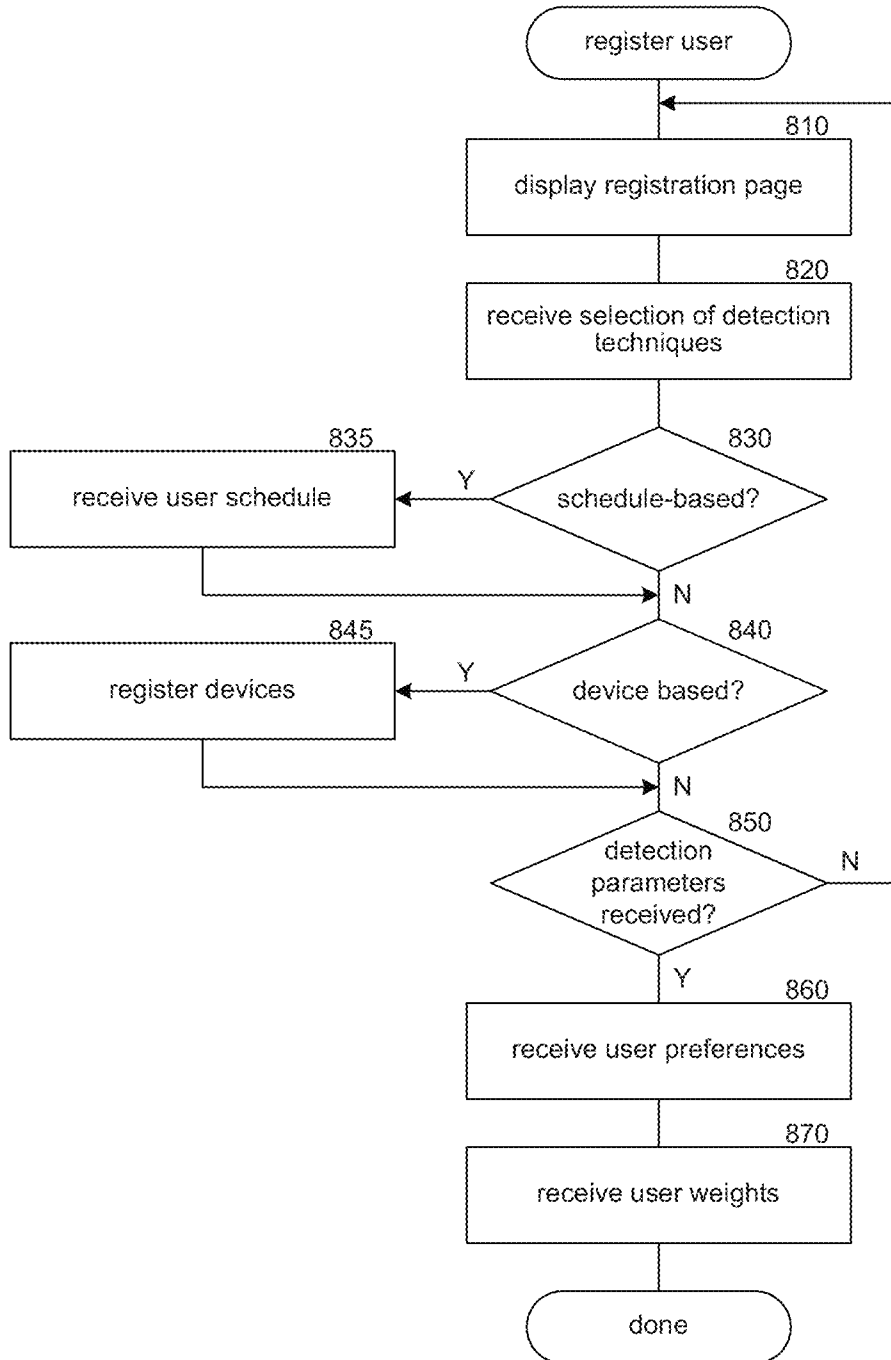 register user
810
display registration page
820
receive selection of detection
techniques
830
schedule-based?
Y
835
receive user schedule
N
840
device based?
Y
845
register devices
N
850
detection
parameters
received?
N
Y
860
receive user preferences
870
receive user weights
done